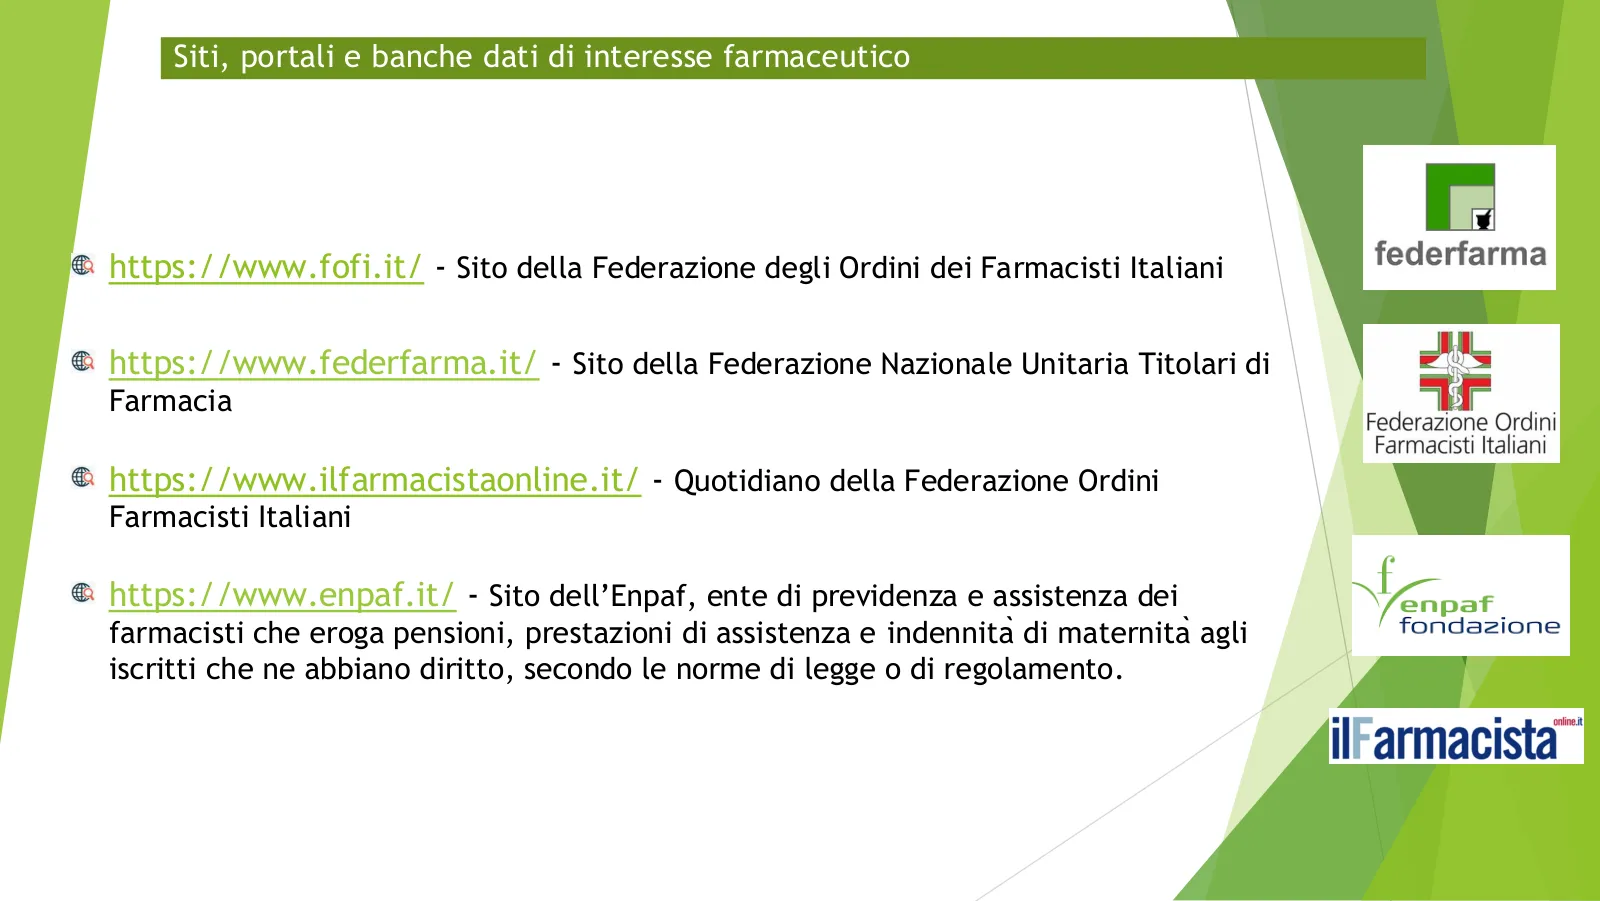 Siti, portali e banche dati di interesse farmaceutico
https://www.fofi.it/ - Sito della Federazione degli Ordini dei Farmacisti Italiani
https://www.federfarma.it/ - Sito della Federazione Nazionale Unitaria Titolari di
Farmacia
https://www.ilfarmacistaonline.it/ - Quotidiano della Federazione Ordini
Farmacisti Italiani
https://www.enpaf.it/ - Sito dell’Enpaf, ente di previdenza e assistenza dei
farmacisti che eroga pensioni, prestazioni di assistenza e indennità di maternità agli
iscritti che ne abbiano diritto, secondo le norme di legge o di regolamento.
federfarma
Federazione Ordini
Farmacisti Italiani
f
enpaf
fondazione
ilFarmacista online.it